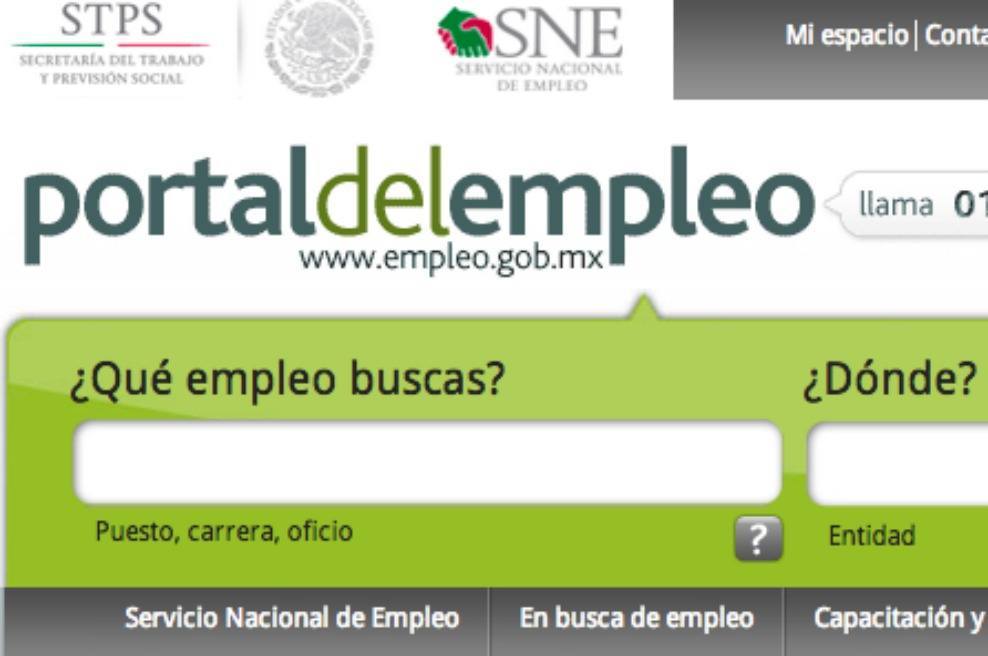 STPS
SECRETARÍA DEL TRABAJO
Y PREVISIÓN SOCIAL
SNE
SERVICIO NACIONAL
DE EMPLEO
Mi espacio | Conta
portaldelempleo
www.empleo.gob.mx
llama 01
¿Qué empleo buscas?
¿Dónde?
Puesto, carrera, oficio
?
Entidad
Servicio Nacional de Empleo
En busca de empleo
Capacitación y